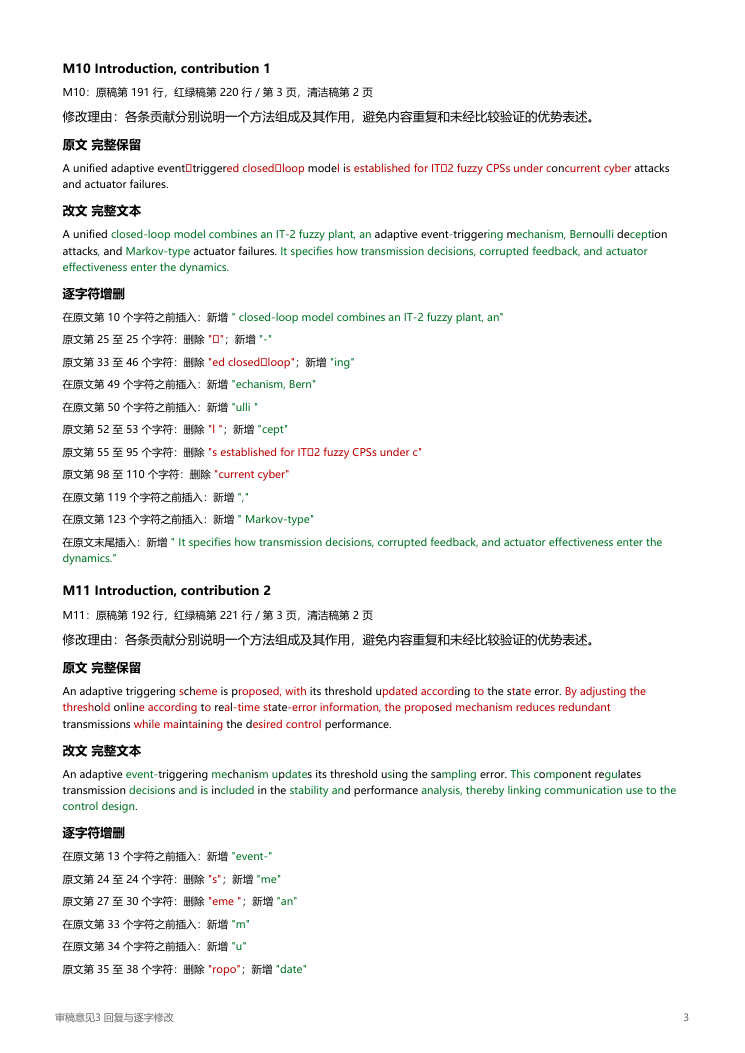 M10 Introduction, contribution 1
M10：原稿第 191 行，红绿稿第 220 行 / 第 3 页，清洁稿第 2 页
修改理由：各条贡献分别说明一个方法组成及其作用，避免内容重复和未经比较验证的优势表述。
原文 完整保留
A unified adaptive event▯triggered closed▯loop model is established for IT▯2 fuzzy CPSs under concurrent cyber attacks
and actuator failures.
改文 完整文本
A unified closed-loop model combines an IT-2 fuzzy plant, an adaptive event-triggering mechanism, Bernoulli deception
attacks, and Markov-type actuator failures. It specifies how transmission decisions, corrupted feedback, and actuator
effectiveness enter the dynamics.
逐字符增删
在原文第 10 个字符之前插入：新增 " closed-loop model combines an IT-2 fuzzy plant, an"
原文第 25 至 25 个字符：删除 "▯"；新增 "-"
原文第 33 至 46 个字符：删除 "ed closed▯loop"；新增 "ing"
在原文第 49 个字符之前插入：新增 "echanism, Bern"
在原文第 50 个字符之前插入：新增 "ulli "
原文第 52 至 53 个字符：删除 "l "；新增 "cept"
原文第 55 至 95 个字符：删除 "s established for IT▯2 fuzzy CPSs under c"
原文第 98 至 110 个字符：删除 "current cyber"
在原文第 119 个字符之前插入：新增 ","
在原文第 123 个字符之前插入：新增 " Markov-type"
在原文末尾插入：新增 " It specifies how transmission decisions, corrupted feedback, and actuator effectiveness enter the
dynamics."
M11 Introduction, contribution 2
M11：原稿第 192 行，红绿稿第 221 行 / 第 3 页，清洁稿第 2 页
修改理由：各条贡献分别说明一个方法组成及其作用，避免内容重复和未经比较验证的优势表述。
原文 完整保留
An adaptive triggering scheme is proposed, with its threshold updated according to the state error. By adjusting the
threshold online according to real-time state-error information, the proposed mechanism reduces redundant
transmissions while maintaining the desired control performance.
改文 完整文本
An adaptive event-triggering mechanism updates its threshold using the sampling error. This component regulates
transmission decisions and is included in the stability and performance analysis, thereby linking communication use to the
control design.
逐字符增删
在原文第 13 个字符之前插入：新增 "event-"
原文第 24 至 24 个字符：删除 "s"；新增 "me"
原文第 27 至 30 个字符：删除 "eme "；新增 "an"
在原文第 33 个字符之前插入：新增 "m"
在原文第 34 个字符之前插入：新增 "u"
原文第 35 至 38 个字符：删除 "ropo"；新增 "date"
审稿意见3 回复与逐字修改
3